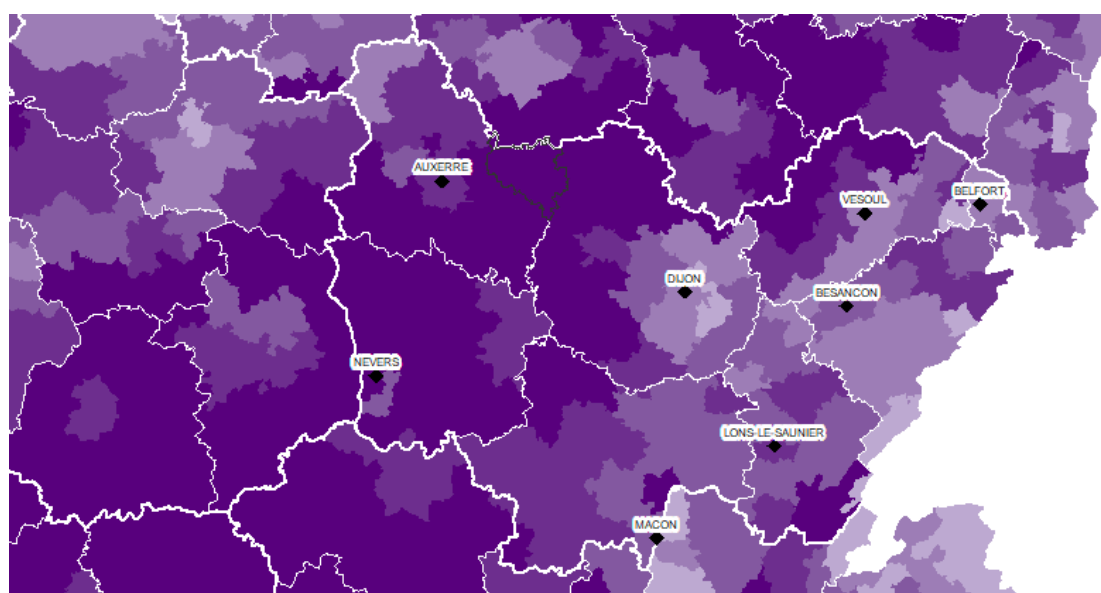 AUXERRE
BELFORT
VESOUL
DIJON
BESANCON
NEVERS
LONS-LE-SAUNIER
MACON